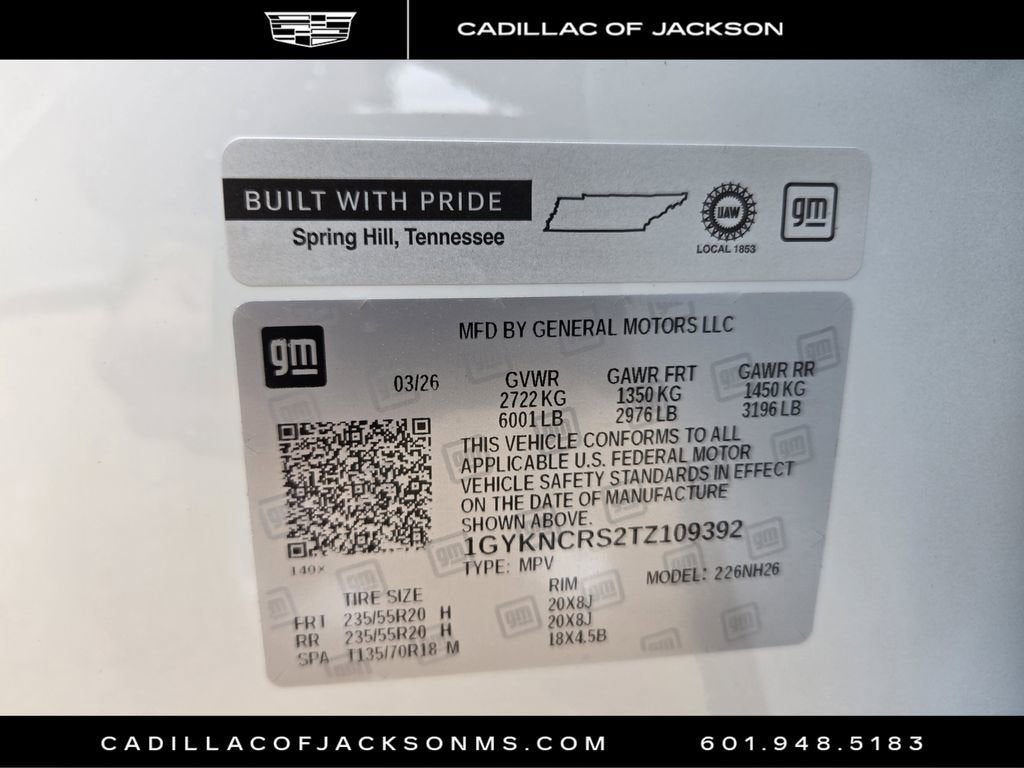 CADILLAC OF JACKSON
BUILT WITH PRIDE
Spring Hill, Tennessee
UAW
LOCAL 1853
gm
gm
MFD BY GENERAL MOTORS LLC
03/26
GVWR GAWR FRT GAWR RR
2722 KG 1350 KG 1450 KG
6001 LB 2976 LB 3196 LB
THIS VEHICLE CONFORMS TO ALL
APPLICABLE U.S. FEDERAL MOTOR
VEHICLE SAFETY STANDARDS IN EFFECT
ON THE DATE OF MANUFACTURE
SHOWN ABOVE.
1GYKNCRS2TZ109392
149X
TYPE: MPV MODEL: 226NH26
TIRE SIZE RIM
FRT 235/55R20 H 20X8J
RR 235/55R20 H 20X8J
SPA T135/70R18 M 18X4.5B
CADILLACOFJACKSONMS.COM 601.948.5183